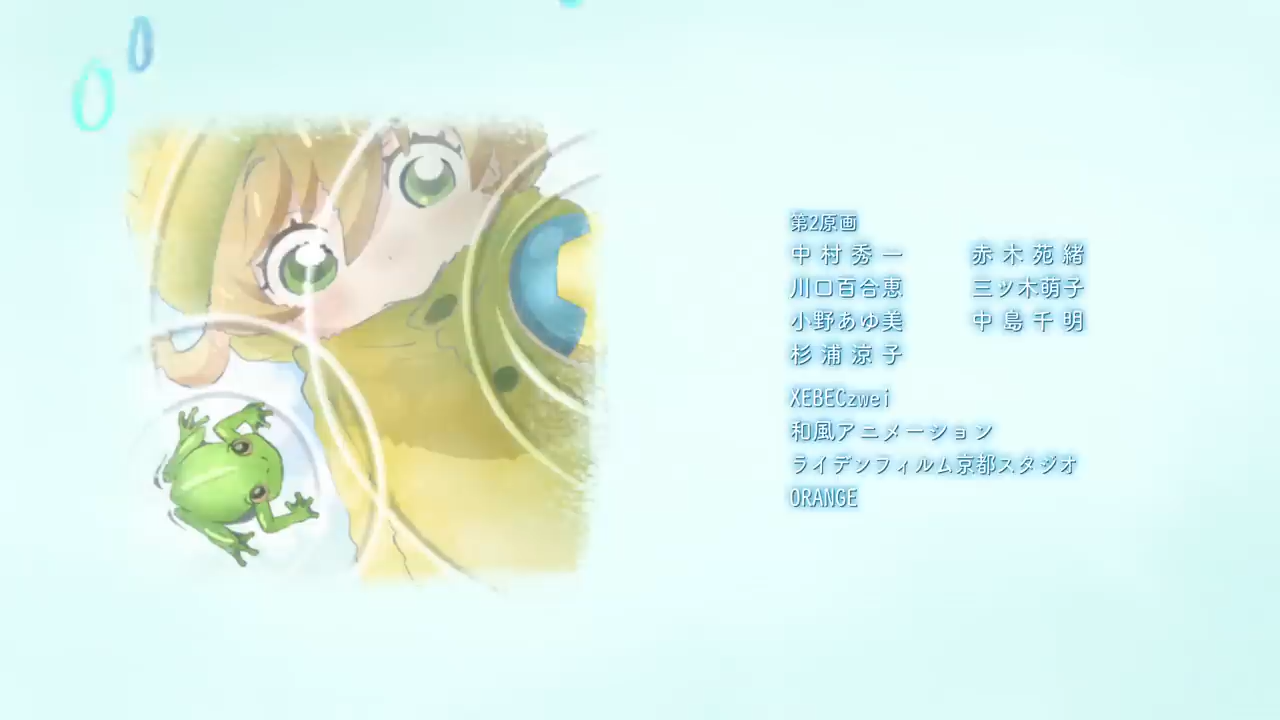 第2原画
中村秀一 赤木苑緒
川口百合恵 三ツ木萌子
小野あゆ美 中島千明
杉浦涼子
XEBECzwei
和風アニメーション
ライデンフィルム京都スタジオ
ORANGE